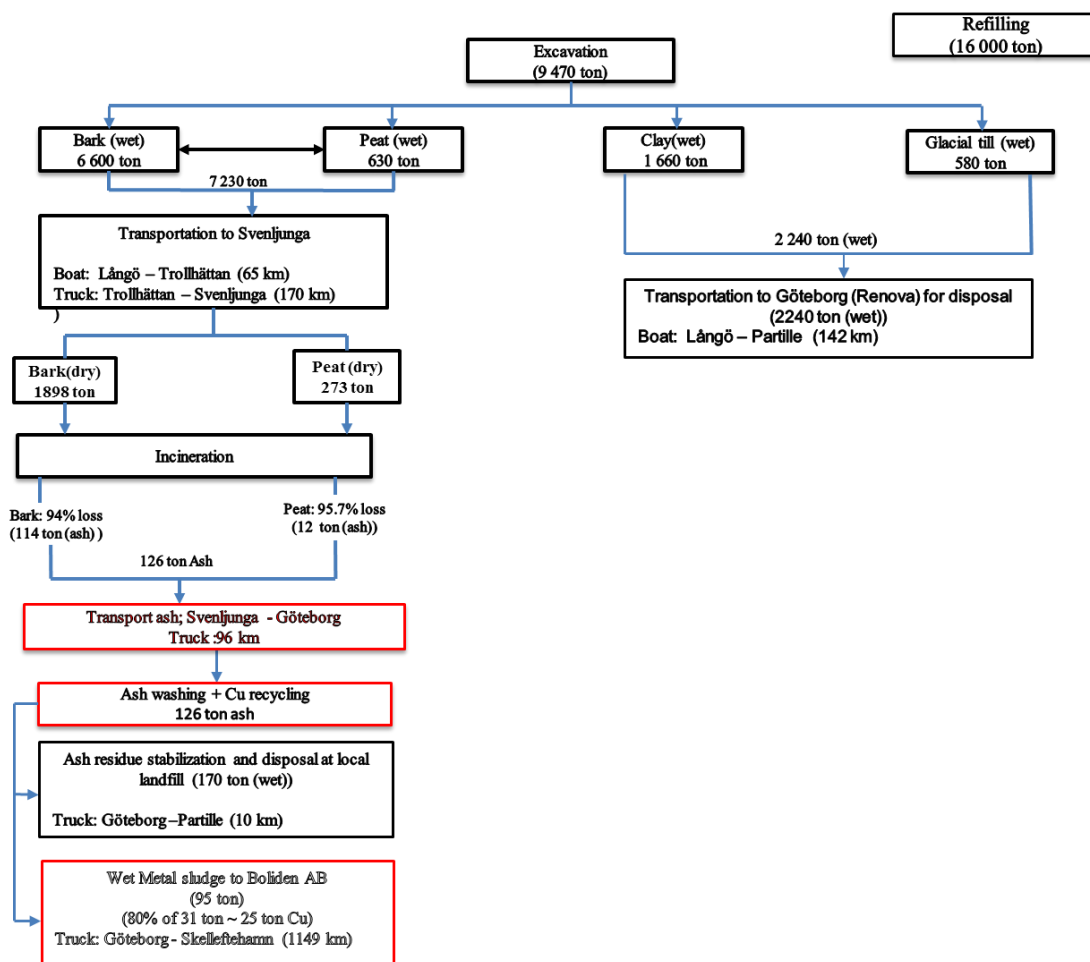 Refilling
(16 000 ton)
Excavation
(9 470 ton)
Bark (wet)
6 600 ton
Peat (wet)
630 ton
Clay(wet)
1 660 ton
Glacial till (wet)
580 ton
7 230 ton
Transportation to Svenljunga
Boat: Långö – Trollhättan (65 km)
Truck: Trollhättan – Svenljunga (170 km)
)
2 240 ton (wet)
Transportation to Göteborg (Renova) for disposal
(2240 ton (wet))
Boat: Långö – Partille (142 km)
Bark(dry)
1898 ton
Peat (dry)
273 ton
Incineration
Bark: 94% loss
(114 ton (ash) )
Peat: 95.7% loss
(12 ton (ash))
126 ton Ash
Transport ash; Svenljunga - Göteborg
Truck :96 km
Ash washing + Cu recycling
126 ton ash
Ash residue stabilization and disposal at local
landfill (170 ton (wet))
Truck: Göteborg –Partille (10 km)
Wet Metal sludge to Boliden AB
(95 ton)
(80% of 31 ton ~ 25 ton Cu)
Truck: Göteborg - Skelleftehamn (1149 km)